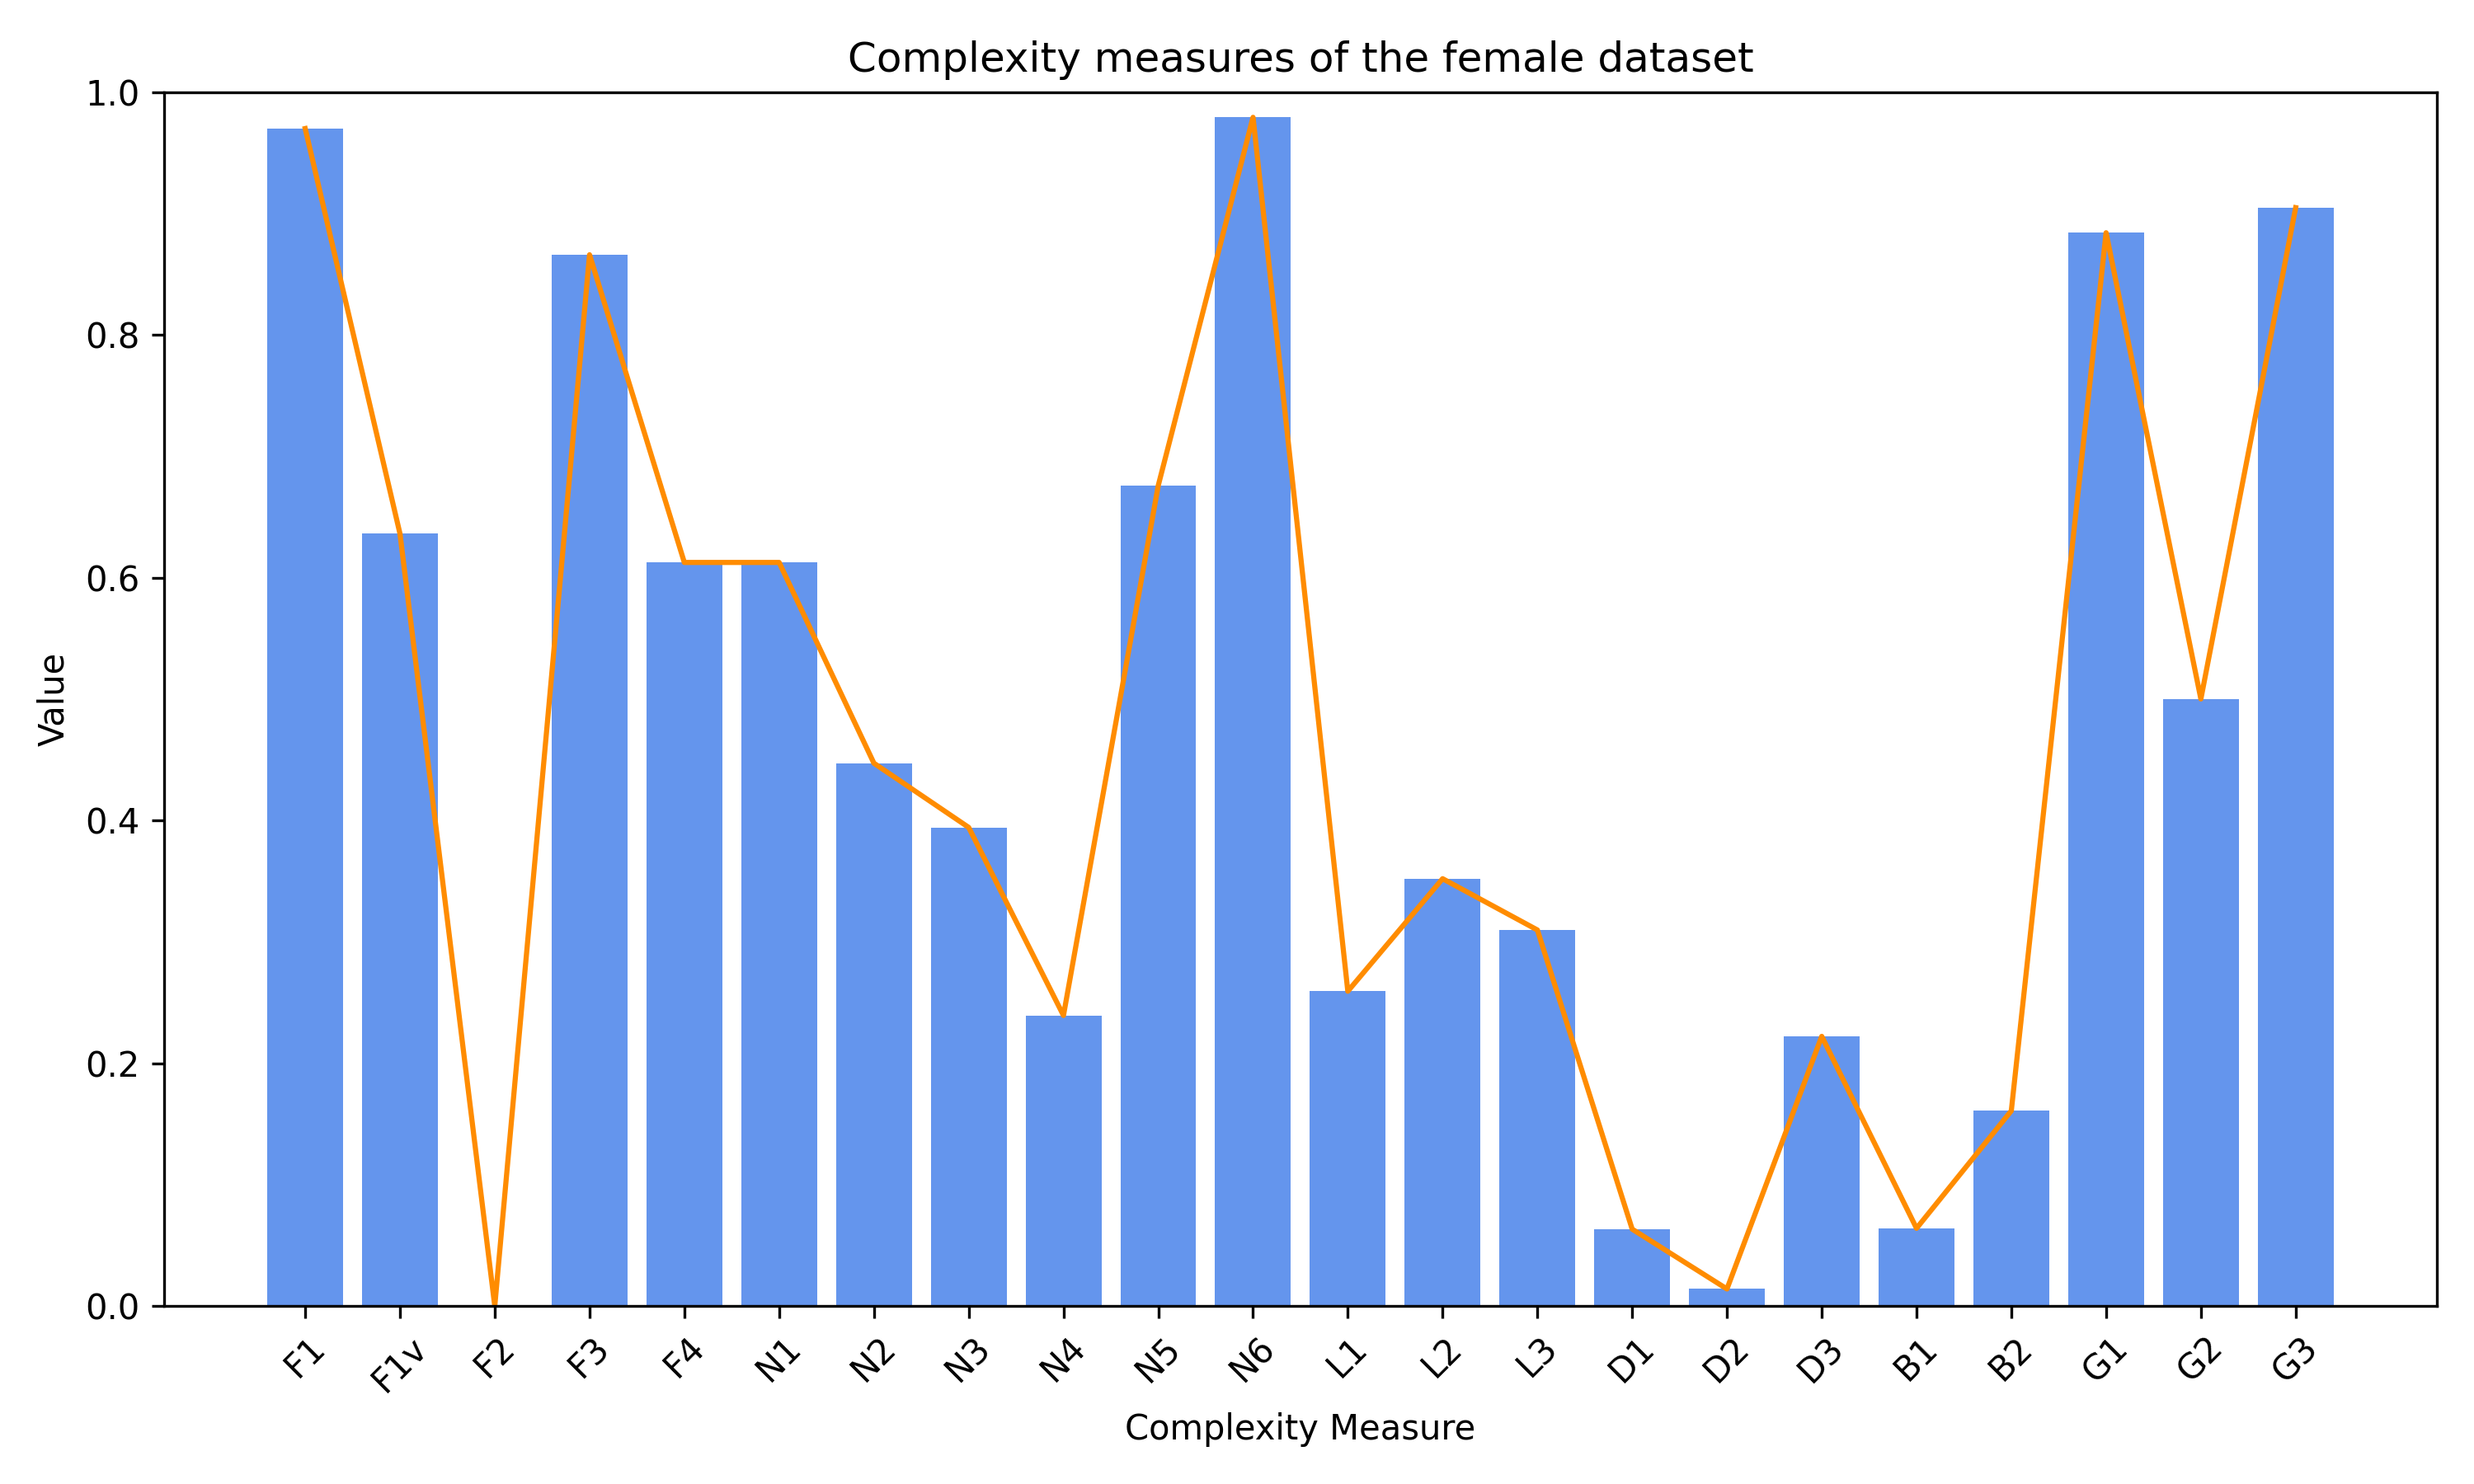 Complexity measures of the female dataset
1.0
0.8
0.6
0.4
0.2
0.0
Value
F1 F1v F2 F3 F4 N1 N2 N3 N4 N5 N6 L1 L2 L3 D1 D2 D3 B1 B2 G1 G2 G3
Complexity Measure